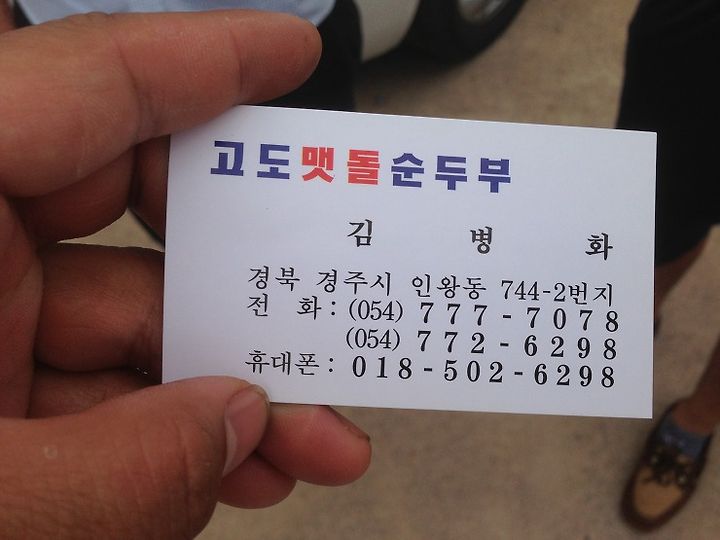 고도맷돌순두부
김 병 화
경북 경주시 인왕동 744-2번지
전 화 : (054) 777-7078
(054) 772-6298
휴대폰 : 018-502-6298